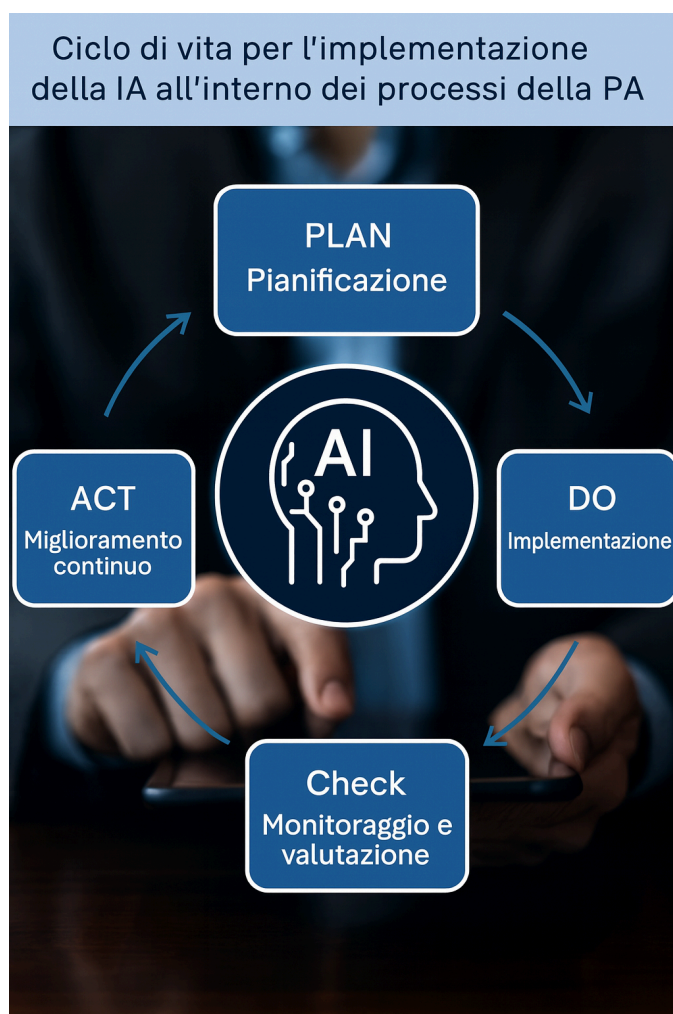 Ciclo di vita per l'implementazione
della IA all'interno dei processi della PA
PLAN
Pianificazione
AI
ACT
Miglioramento
continuo
DO
Implementazione
Check
Monitoraggio e
valutazione